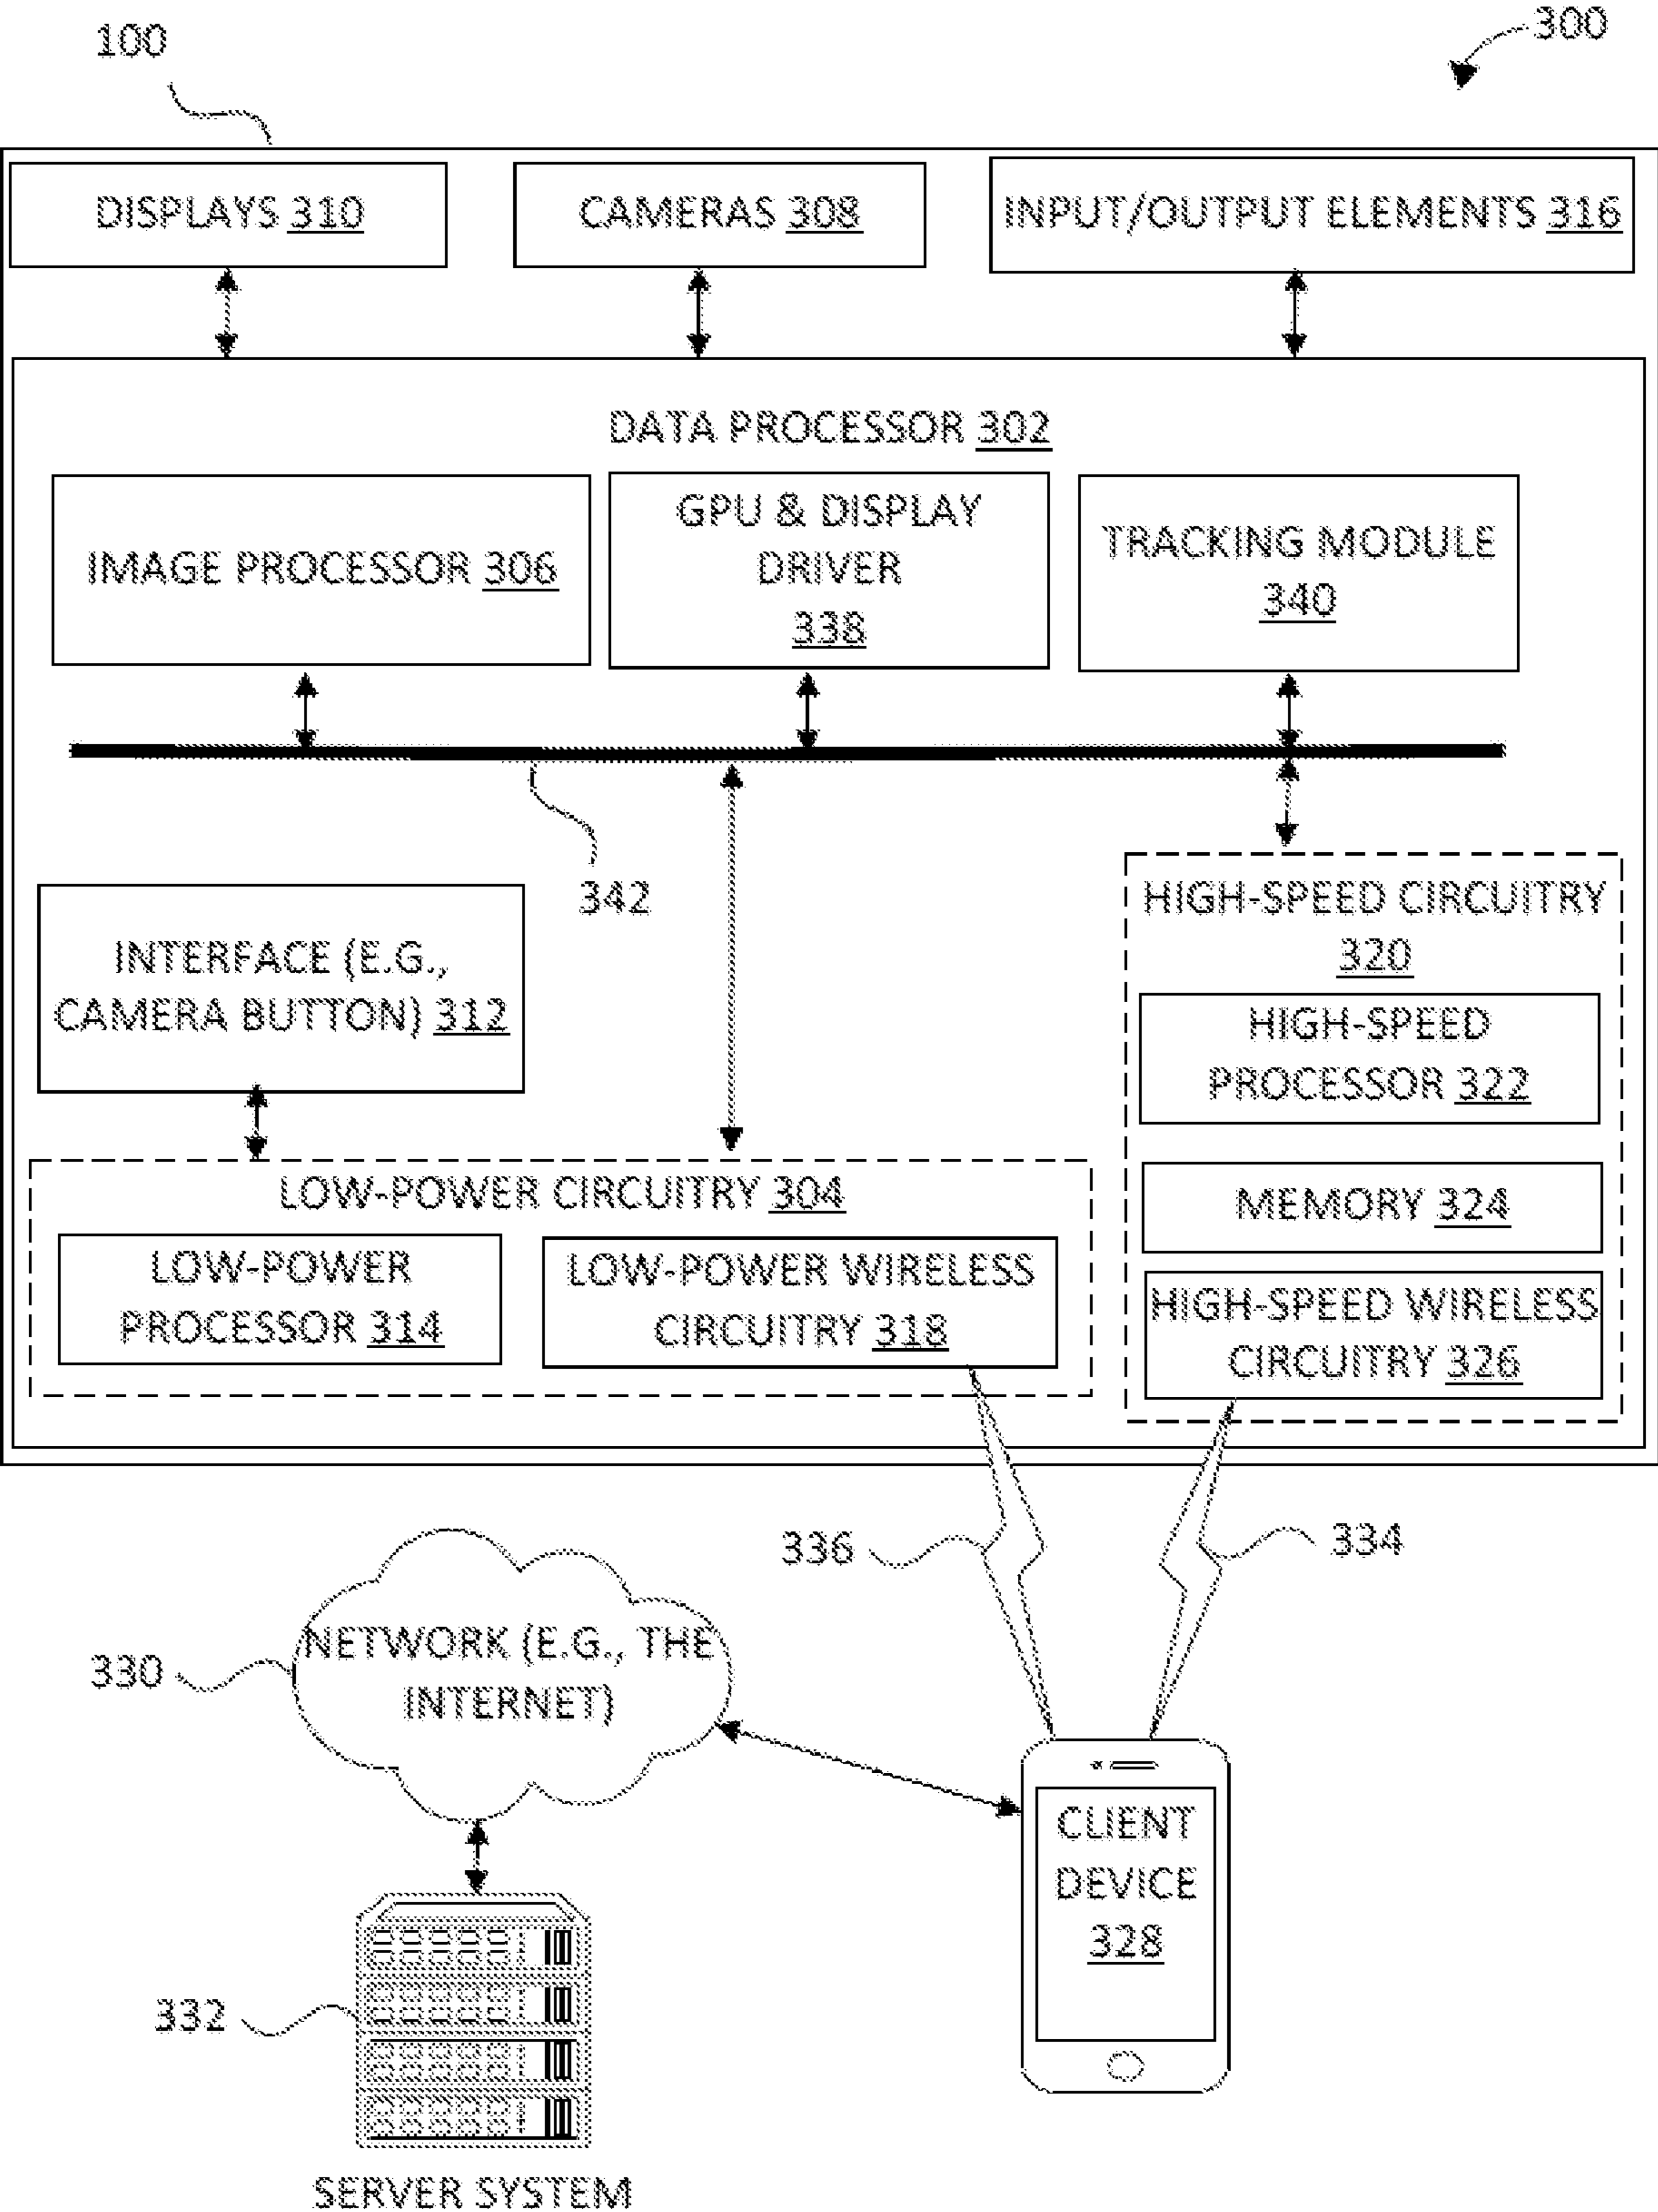 100
300
DISPLAYS 310
CAMERAS 308
INPUT/OUTPUT ELEMENTS 316
DATA PROCESSOR 302
IMAGE PROCESSOR 306
GPU & DISPLAY
DRIVER
338
TRACKING MODULE
340
342
INTERFACE (E.G.,
CAMERA BUTTON) 312
HIGH-SPEED CIRCUITRY
320
HIGH-SPEED
PROCESSOR 322
MEMORY 324
HIGH-SPEED WIRELESS
CIRCUITRY 326
LOW-POWER CIRCUITRY 304
LOW-POWER
PROCESSOR 314
LOW-POWER WIRELESS
CIRCUITRY 318
336
334
330
NETWORK (E.G., THE
INTERNET)
CLIENT
DEVICE
328
332
SERVER SYSTEM